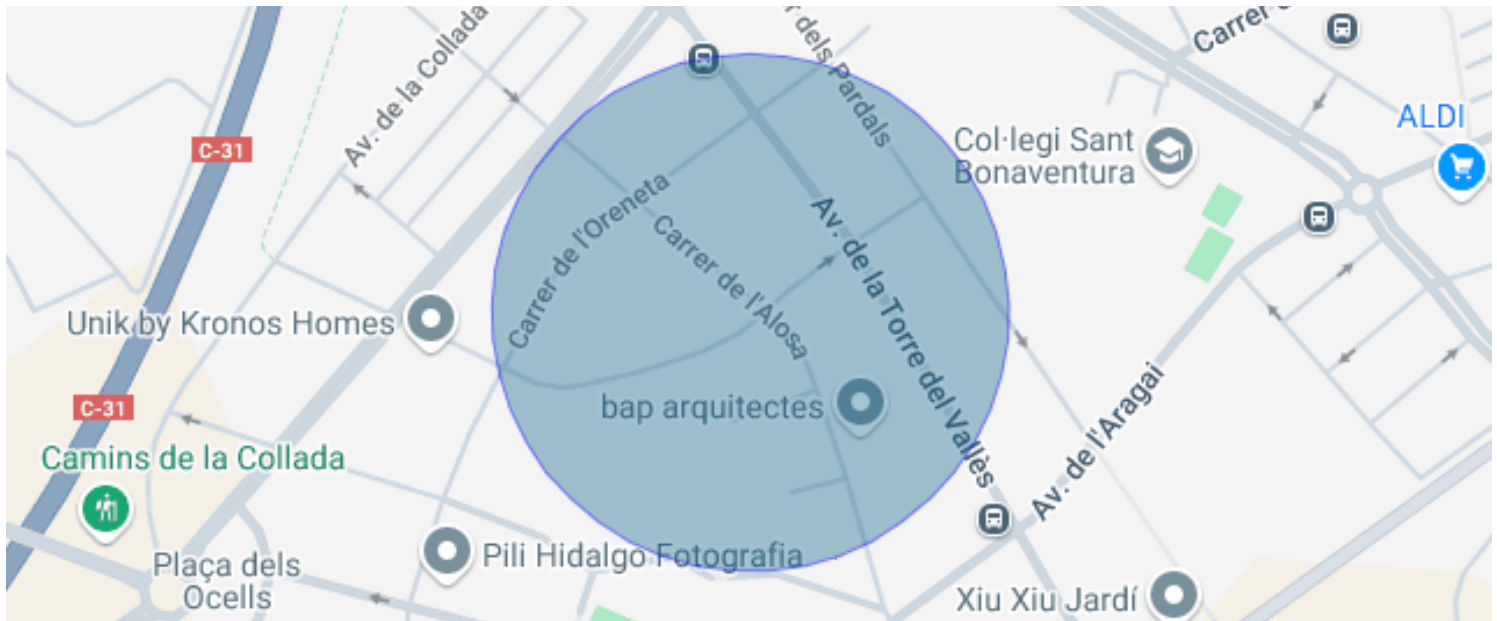 Av. de la Collada
r dels Pardals
Carrer d
ALDI
C-31
Col·legi Sant
Bonaventura
Carrer de l'Oreneta
Carrer de l'Alosa
Av. de la Torre del Vallès
Unik by Kronos Homes
C-31
bap arquitectes
Av. de l'Aragai
Camins de la Collada
Pili Hidalgo Fotografia
Plaça dels
Ocells
Xiu Xiu Jardí